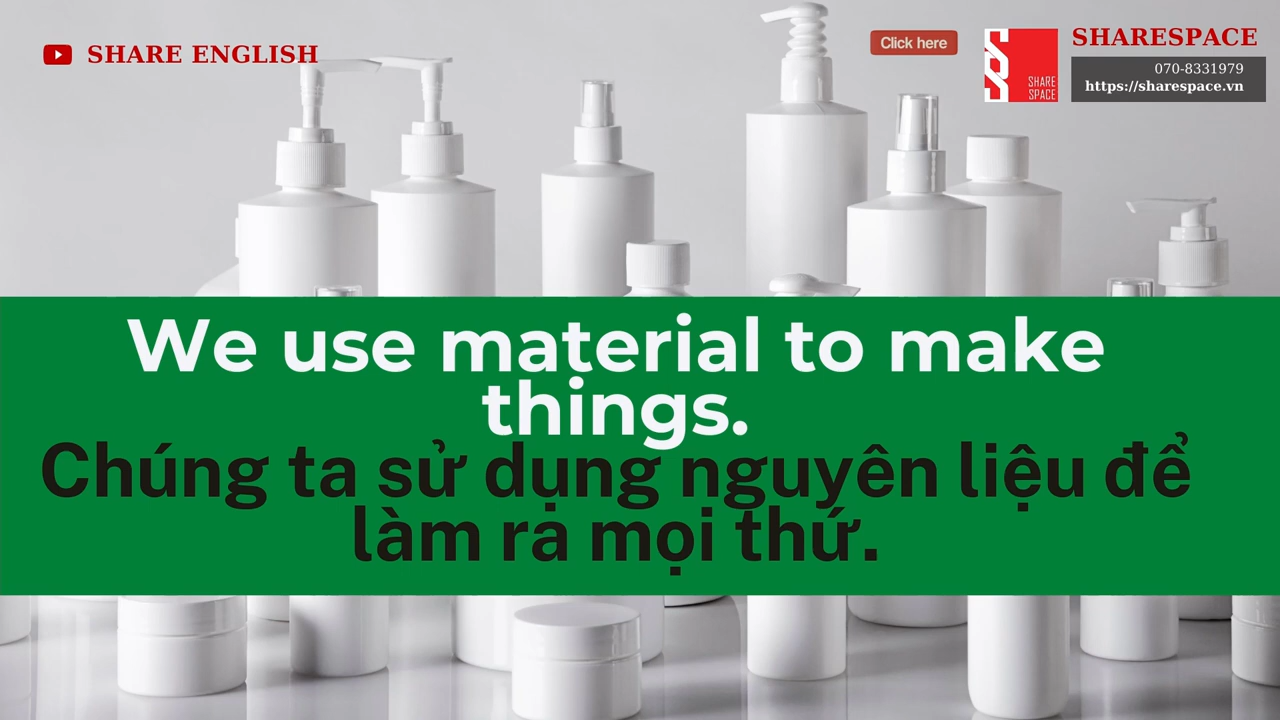 SHARE ENGLISH
Click here
SHARE
SPACE
SHARESPACE
070-8331979
https://sharespace.vn
We use material to make
things.
Chúng ta sử dụng nguyên liệu để
làm ra mọi thứ.